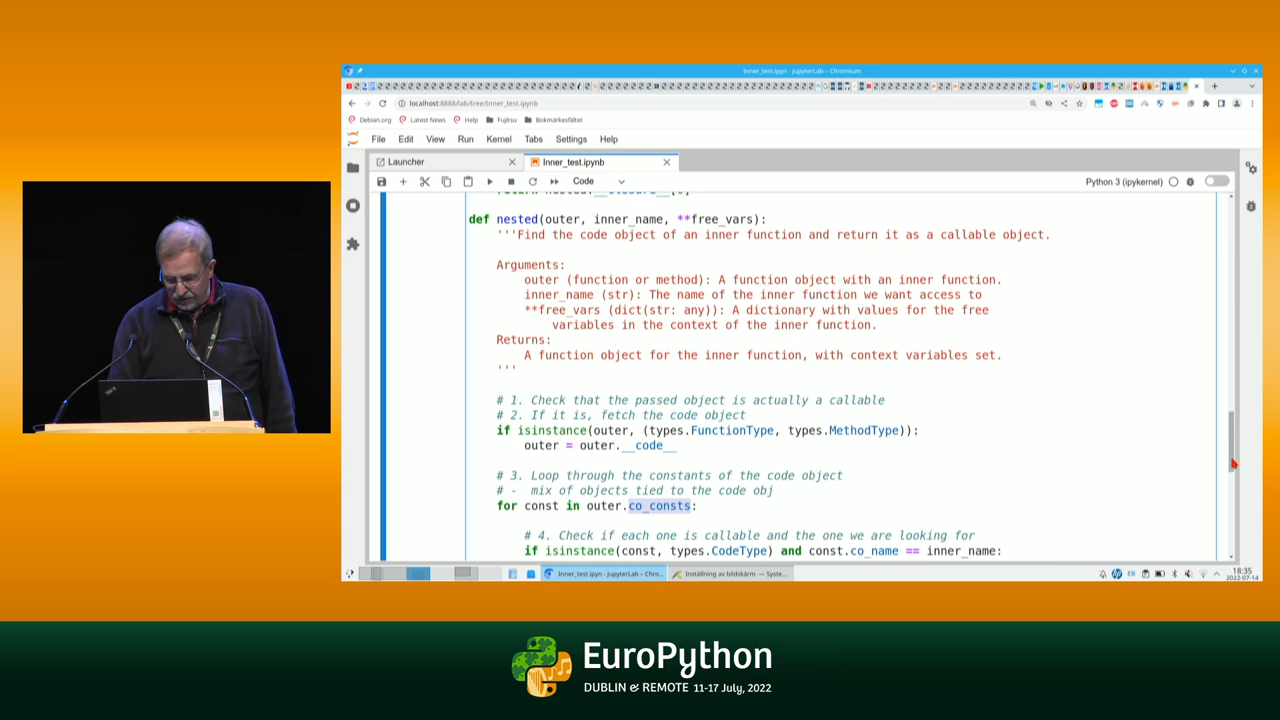 Inner_test.ipyn - JupyterLab – Chromium
localhost:8888/lab/tree/Inner_test.ipynb
Debian.org Latest News Help Fujitsu Bokmärkesfältet
File Edit View Run Kernel Tabs Settings Help
Launcher Inner_test.ipynb
Code Python 3 (ipykernel)
def nested(outer, inner_name, **free_vars):
'''Find the code object of an inner function and return it as a callable object.
Arguments:
outer (function or method): A function object with an inner function.
inner_name (str): The name of the inner function we want access to
**free_vars (dict(str: any)): A dictionary with values for the free
variables in the context of the inner function.
Returns:
A function object for the inner function, with context variables set.
'''
# 1. Check that the passed object is actually a callable
# 2. If it is, fetch the code object
if isinstance(outer, (types.FunctionType, types.MethodType)):
outer = outer.__code__
# 3. Loop through the constants of the code object
# - mix of objects tied to the code obj
for const in outer.co_consts:
# 4. Check if each one is callable and the one we are looking for
if isinstance(const, types.CodeType) and const.co_name == inner_name:
Inner_test.ipyn - JupyterLab - Chro... Inställning av bildskärm — Syste... EN 18:35
2022-07-14
EuroPython
DUBLIN & REMOTE 11-17 July, 2022